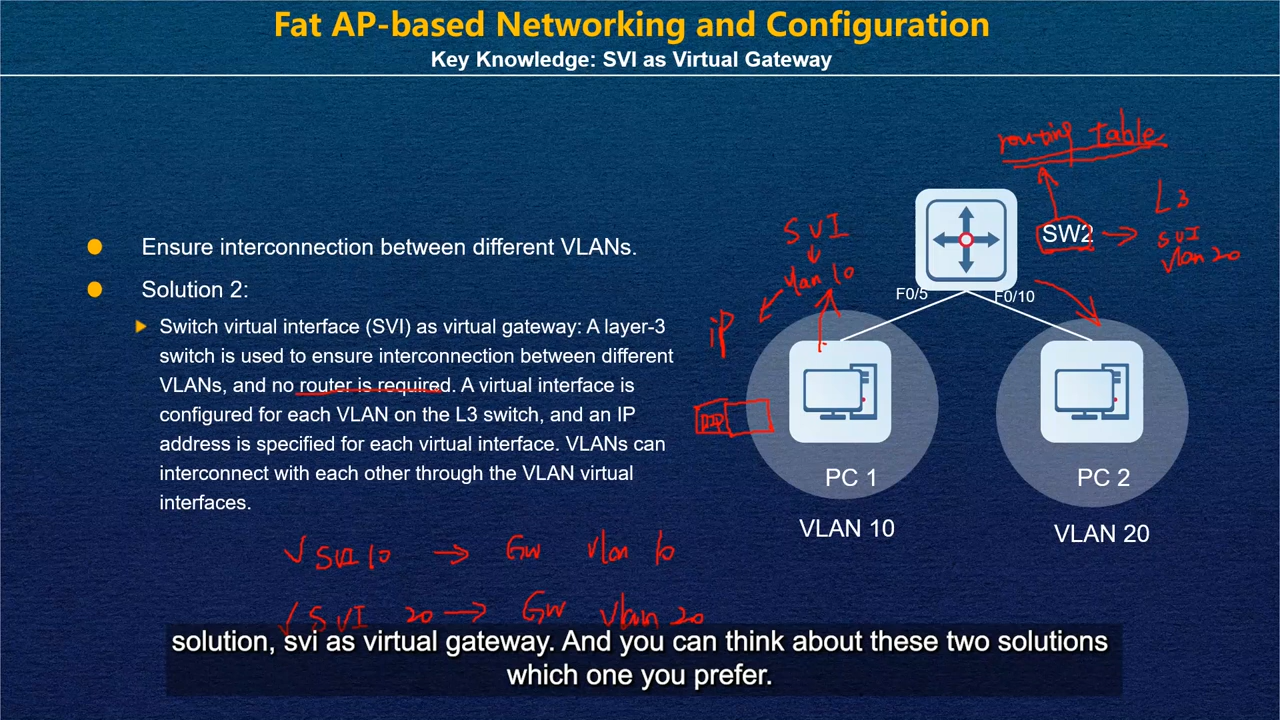 Fat AP-based Networking and Configuration
Key Knowledge: SVI as Virtual Gateway
Ensure interconnection between different VLANs.
Solution 2:
Switch virtual interface (SVI) as virtual gateway: A layer-3
switch is used to ensure interconnection between different
VLANs, and no router is required. A virtual interface is
configured for each VLAN on the L3 switch, and an IP
address is specified for each virtual interface. VLANs can
interconnect with each other through the VLAN virtual
interfaces.
routing table
SW2
L3
SVI
Vlan 20
SVI
Vlan 10
iP
F0/5
F0/10
PC 1
PC 2
VLAN 10
VLAN 20
√ SVI 10 → GW Vlan 10
√ SVI 20 → GW Vlan 20
solution, svi as virtual gateway. And you can think about these two solutions
which one you prefer.